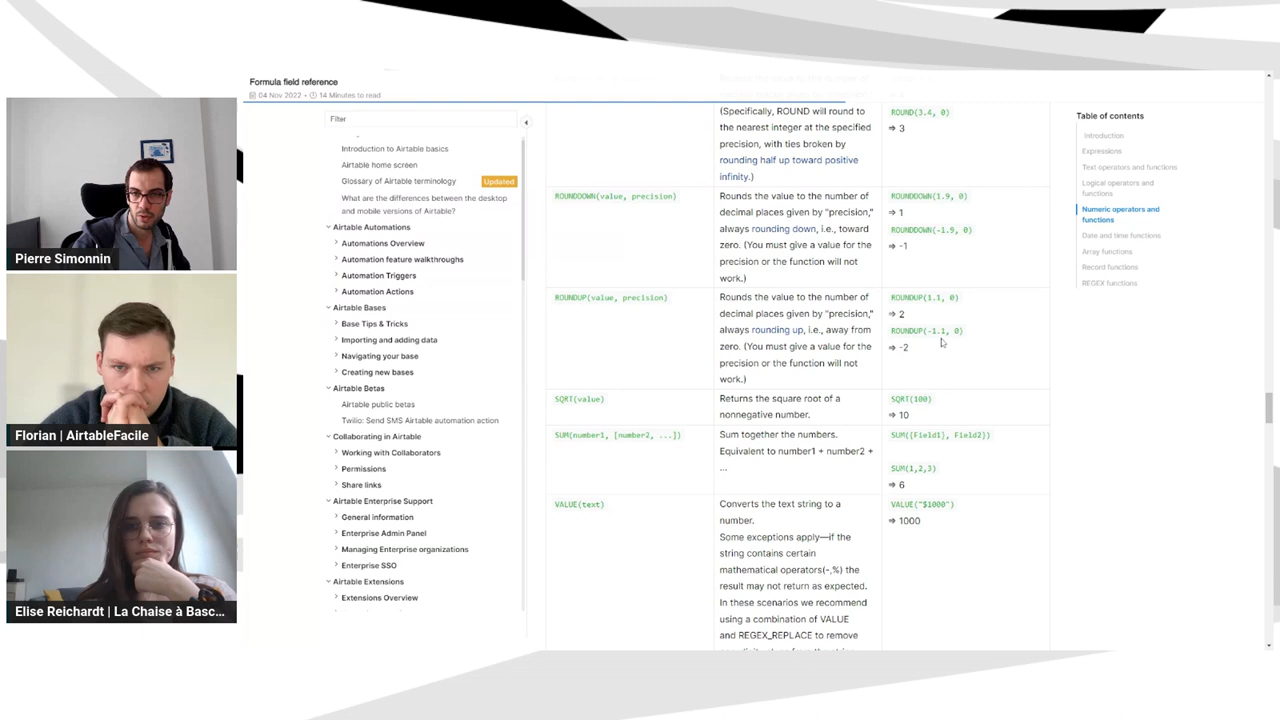 Pierre Simonnin
Florian | AirtableFacile
Elise Reichardt | La Chaise à Basc...
Formula field reference
04 Nov 2022 • 14 Minutes to read
Filter
Introduction to Airtable basics
Airtable home screen
Glossary of Airtable terminology Updated
What are the differences between the desktop
and mobile versions of Airtable?
Airtable Automations
Automations Overview
Automation feature walkthroughs
Automation Triggers
Automation Actions
Airtable Bases
Base Tips & Tricks
Importing and adding data
Navigating your base
Creating new bases
Airtable Betas
Airtable public betas
Twilio: Send SMS Airtable automation action
Collaborating in Airtable
Working with Collaborators
Permissions
Share links
Airtable Enterprise Support
General information
Enterprise Admin Panel
Managing Enterprise organizations
Enterprise SSO
Airtable Extensions
Extensions Overview
(Specifically, ROUND will round to
the nearest integer at the specified
precision, with ties broken by
rounding half up toward positive
infinity.)
ROUND(3.4, 0)
⇒ 3
ROUNDDOWN(value, precision)
Rounds the value to the number of
decimal places given by "precision,"
always rounding down, i.e., toward
zero. (You must give a value for the
precision or the function will not
work.)
ROUNDDOWN(1.9, 0)
⇒ 1
ROUNDDOWN(-1.9, 0)
⇒ -1
ROUNDUP(value, precision)
Rounds the value to the number of
decimal places given by "precision,"
always rounding up, i.e., away from
zero. (You must give a value for the
precision or the function will not
work.)
ROUNDUP(1.1, 0)
⇒ 2
ROUNDUP(-1.1, 0)
⇒ -2
SQRT(value)
Returns the square root of a
nonnegative number.
SQRT(100)
⇒ 10
SUM(number1, [number2, ...])
Sum together the numbers.
Equivalent to number1 + number2 +
...
SUM({Field1}, Field2})
SUM(1,2,3)
⇒ 6
VALUE(text)
Converts the text string to a
number.
Some exceptions apply—if the
string contains certain
mathematical operators(-,%) the
result may not return as expected.
In these scenarios we recommend
using a combination of VALUE
and REGEX_REPLACE to remove
VALUE("$1000")
⇒ 1000
Table of contents
Introduction
Expressions
Text operators and functions
Logical operators and
functions
Numeric operators and
functions
Date and time functions
Array functions
Record functions
REGEX functions